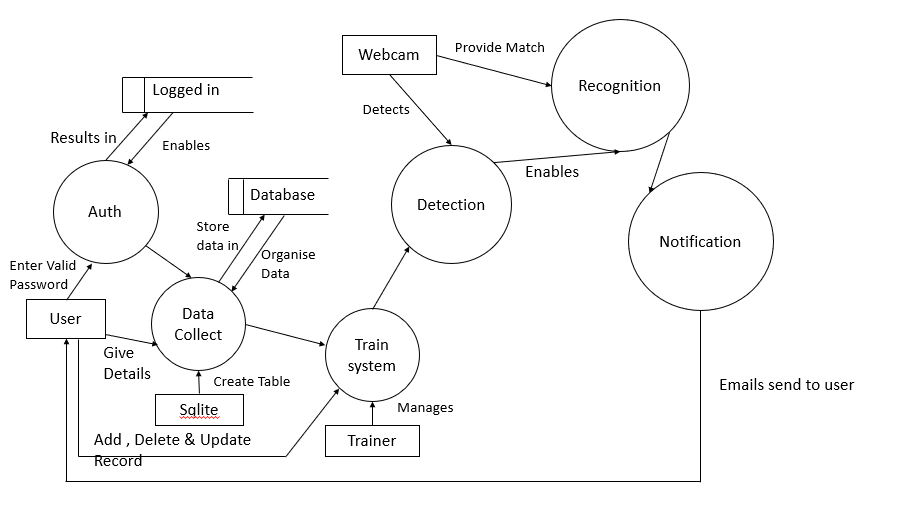 Webcam
Provide Match
Recognition
Logged in
Detects
Results in
Enables
Enables
Database
Auth
Detection
Store
data in
Notification
Organise
Data
Enter Valid
Password
User
Data
Collect
Train
system
Give
Details
Create Table
Emails send to user
Sqlite
Manages
Add , Delete & Update
Record
Trainer